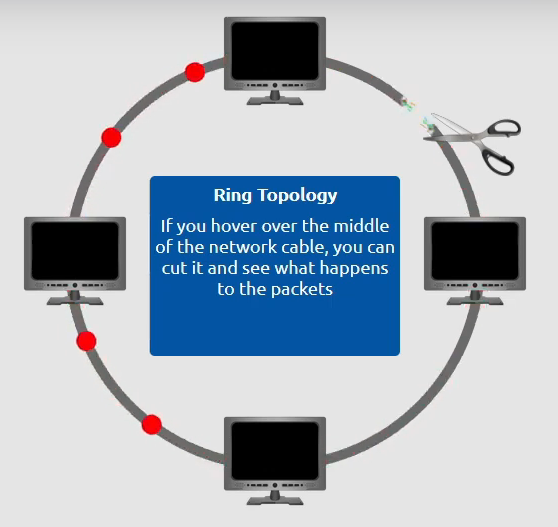 Ring Topology
If you hover over the middle
of the network cable, you can
cut it and see what happens
to the packets